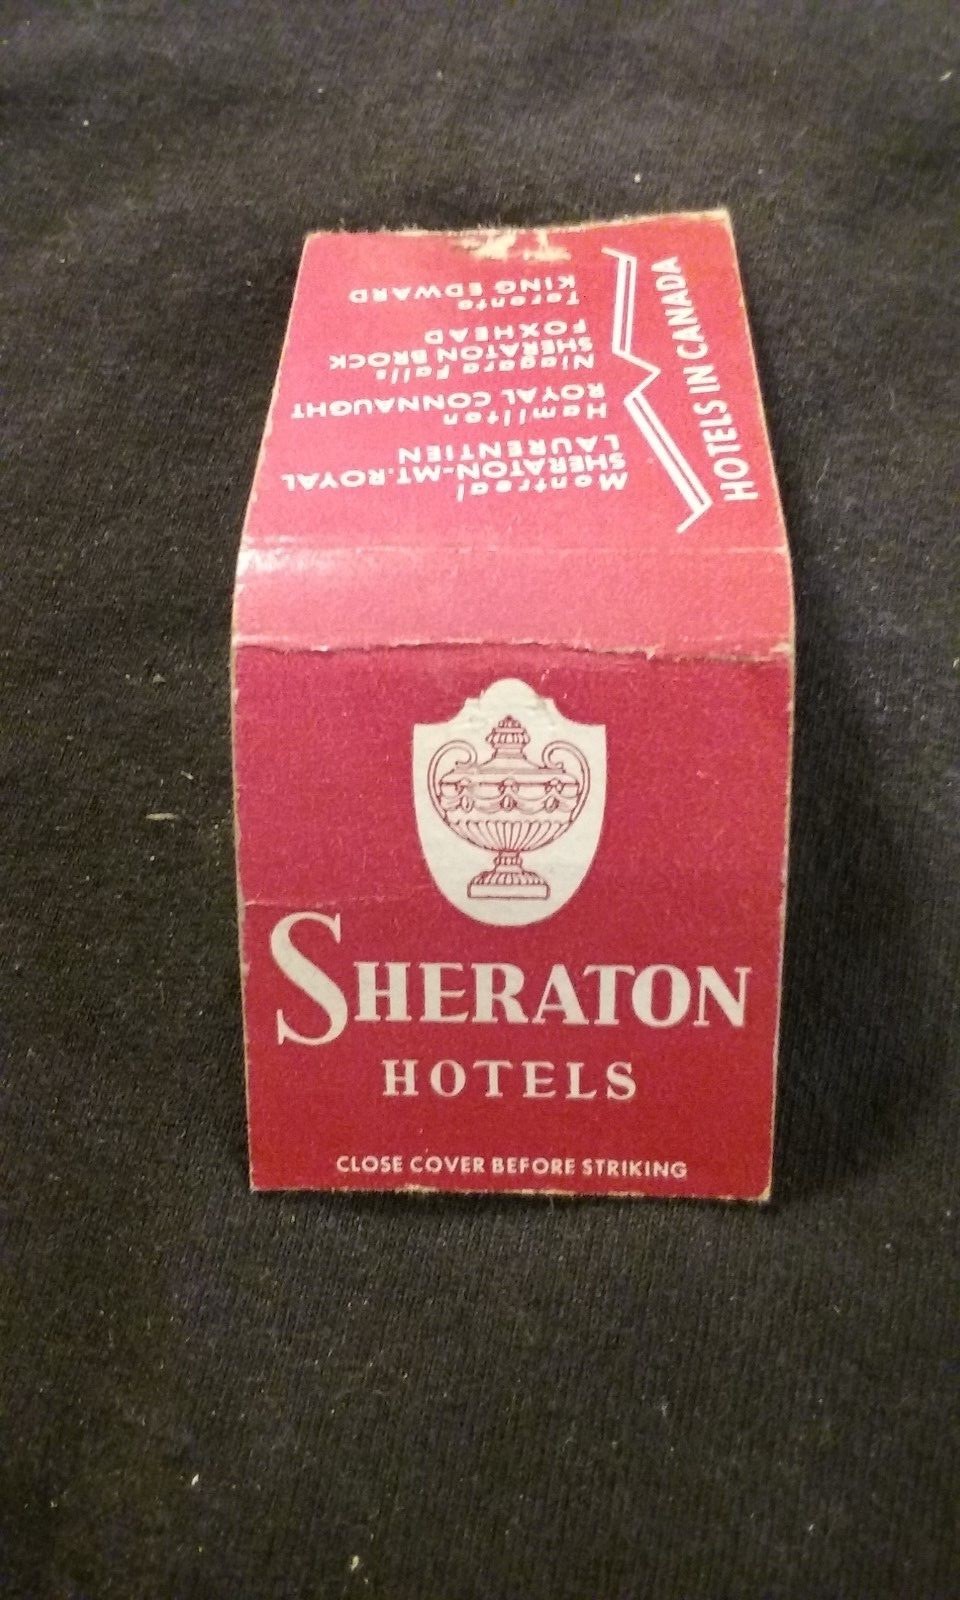 SHERATON
HOTELS
CLOSE COVER BEFORE STRIKING
HOTELS IN CANADA
Montreal
SHERATON-MT. ROYAL
LAURENTIEN
Hamilton
ROYAL CONNAUGHT
Niagara Falls
SHERATON BROCK
FOXHEAD
Toronto
KING EDWARD